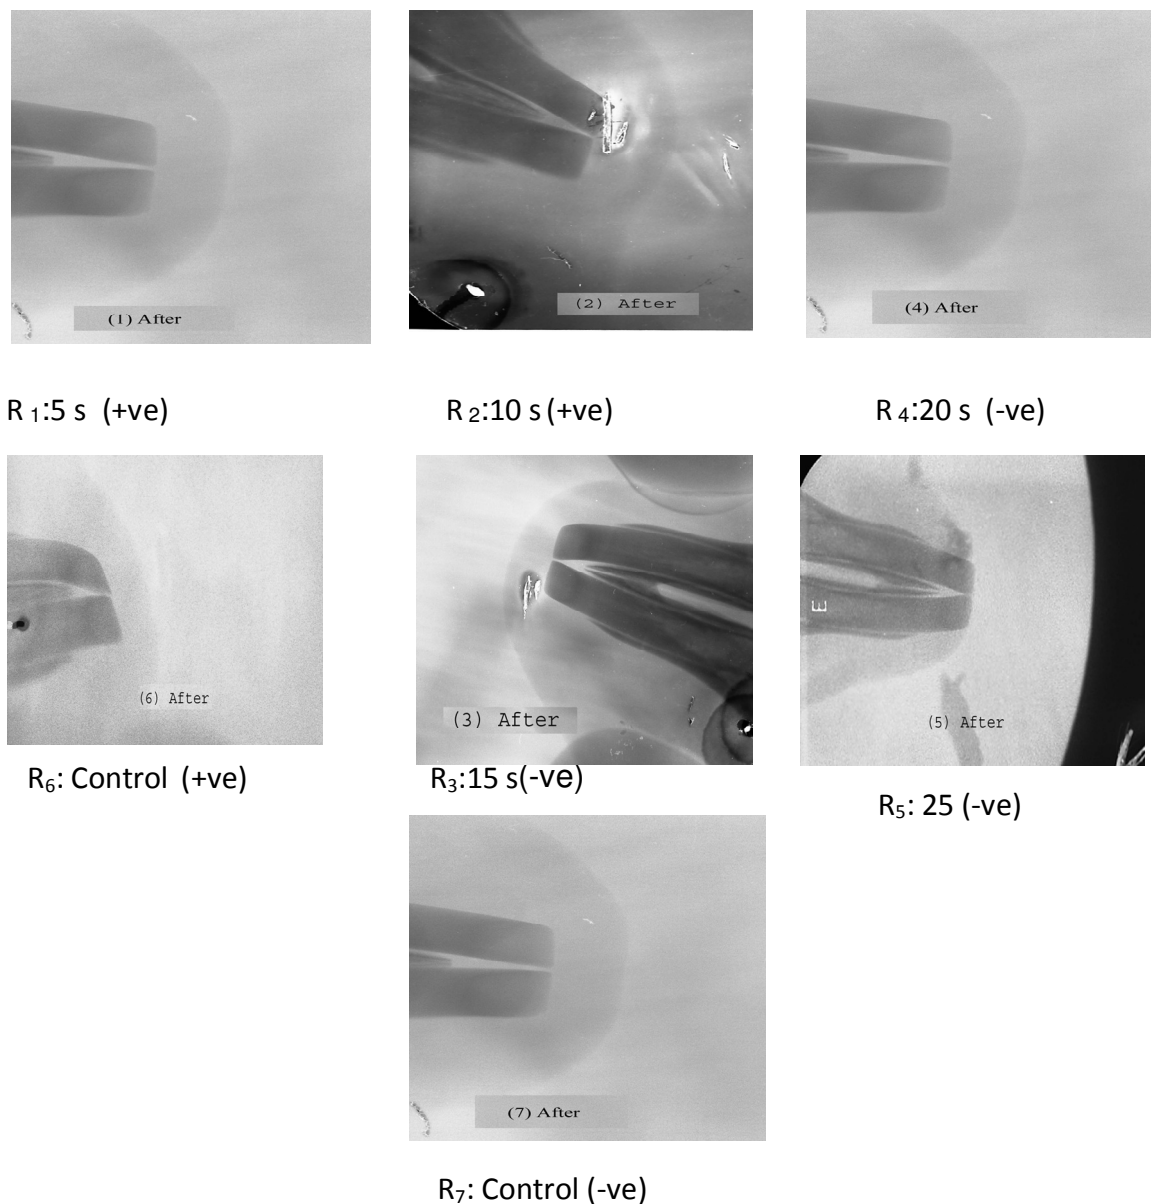 (1) After
(2) After
(4) After
R 1:5 s (+ve)
R 2:10 s (+ve)
R 4:20 s (-ve)
(6) After
(3) After
E
(5) After
R6: Control (+ve)
R3:15 s(-ve)
R5: 25 (-ve)
(7) After
R7: Control (-ve)